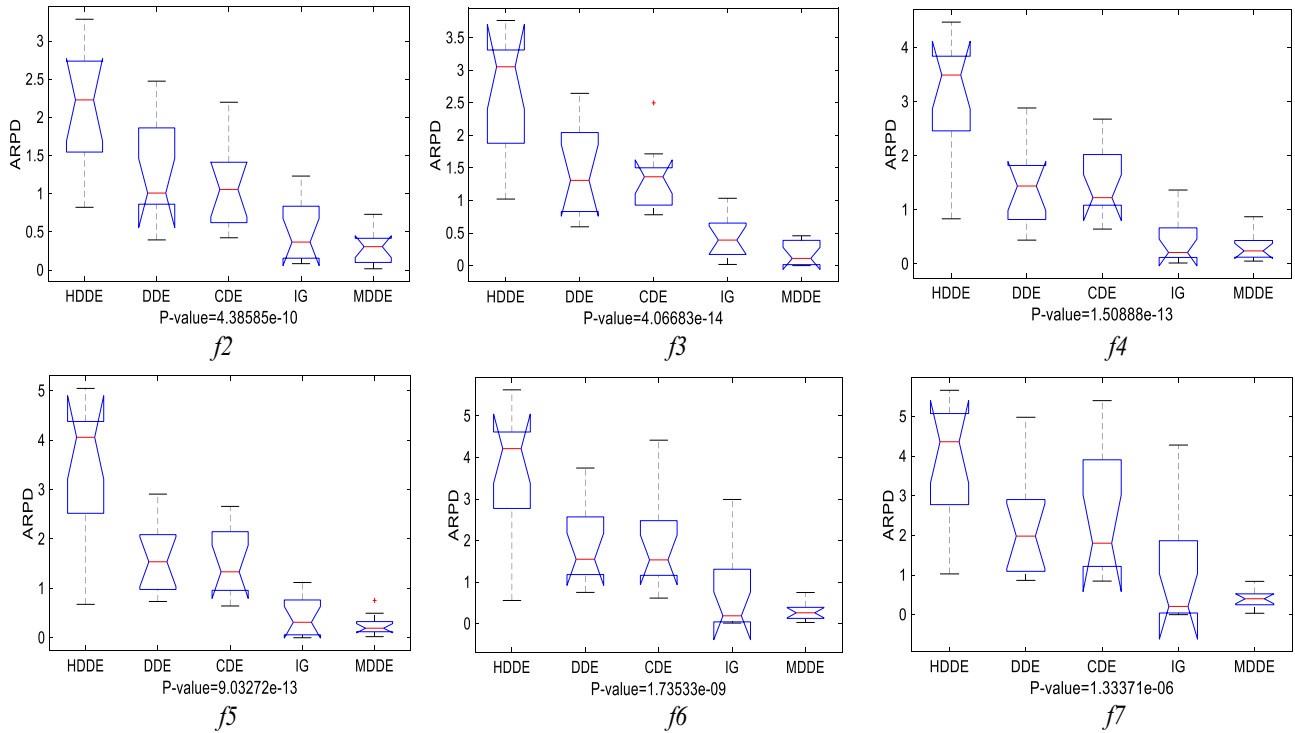 ARPD
3
2.5
2
1.5
1
0.5
0
HDDE DDE CDE IG MDDE
P-value=4.38585e-10
f2
ARPD
3.5
3
2.5
2
1.5
1
0.5
0
HDDE DDE CDE IG MDDE
P-value=4.06683e-14
f3
ARPD
4
3
2
1
0
HDDE DDE CDE IG MDDE
P-value=1.50888e-13
f4
ARPD
5
4
3
2
1
0
HDDE DDE CDE IG MDDE
P-value=9.03272e-13
f5
ARPD
5
4
3
2
1
0
HDDE DDE CDE IG MDDE
P-value=1.73533e-09
f6
ARPD
5
4
3
2
1
0
HDDE DDE CDE IG MDDE
P-value=1.33371e-06
f7